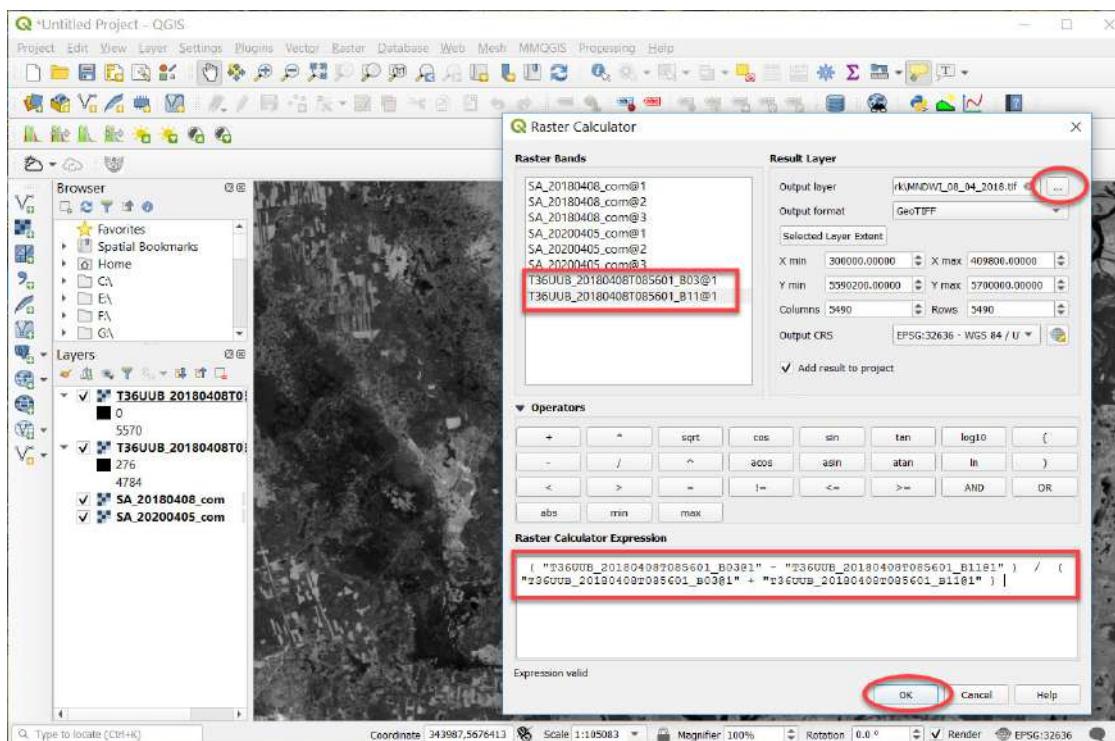 *Untitled Project - QGIS
Project Edit View Layer Settings Plugins Vector Raster Database Web Mesh MMQGIS Processing Help
Browser
Favorites
Spatial Bookmarks
Home
C:\
E:\
F:\
G:\
Layers
T36UUB_20180408T0
0
5570
T36UUB_20180408T0
276
4784
SA_20180408_com
SA_20200405_com
Raster Calculator
Raster Bands
SA_20180408_com@1
SA_20180408_com@2
SA_20180408_com@3
SA_20200405_com@1
SA_20200405_com@2
SA_20200405_com@3
T36UUB_20180408T085601_B03@1
T36UUB_20180408T085601_B11@1
Result Layer
Output layer rk\MNDWI_08_04_2018.tif ...
Output format GeoTIFF
Selected Layer Extent
X min 300000.00000 X max 409800.00000
Y min 5590200.00000 Y max 5700000.00000
Columns 5490 Rows 5490
Output CRS EPSG:32636 - WGS 84 / U
Add result to project
Operators
+ * sqrt cos sin tan log10 (
- / ^ acos asin atan ln )
< > = != <= >= AND OR
abs min max
Raster Calculator Expression
( "T36UUB_20180408T085601_B03@1" - "T36UUB_20180408T085601_B11@1" ) / (
"T36UUB_20180408T085601_B03@1" + "T36UUB_20180408T085601_B11@1" )
Expression valid
OK Cancel Help
Type to locate (Ctrl+K) Coordinate 343987,5676413 Scale 1:105083 Magnifier 100% Rotation 0.0 ° Render EPSG:32636